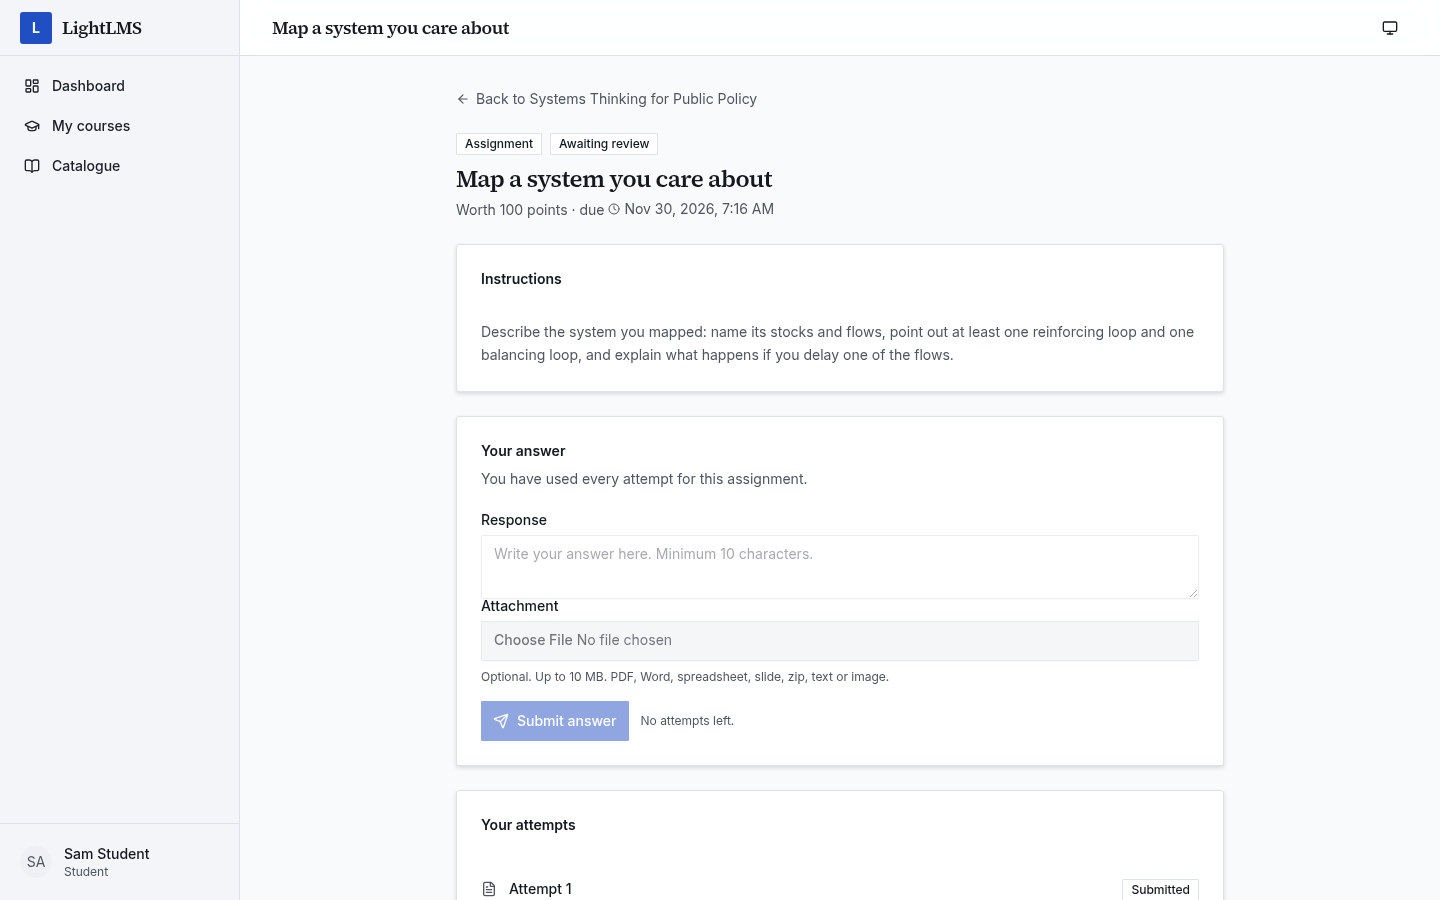 L LightLMS
Map a system you care about
Dashboard
My courses
Catalogue
Back to Systems Thinking for Public Policy
Assignment Awaiting review
Map a system you care about
Worth 100 points · due Nov 30, 2026, 7:16 AM
Instructions
Describe the system you mapped: name its stocks and flows, point out at least one reinforcing loop and one
balancing loop, and explain what happens if you delay one of the flows.
Your answer
You have used every attempt for this assignment.
Response
Write your answer here. Minimum 10 characters.
Attachment
Choose File No file chosen
Optional. Up to 10 MB. PDF, Word, spreadsheet, slide, zip, text or image.
Submit answer No attempts left.
Your attempts
Attempt 1 Submitted
SA Sam Student
Student